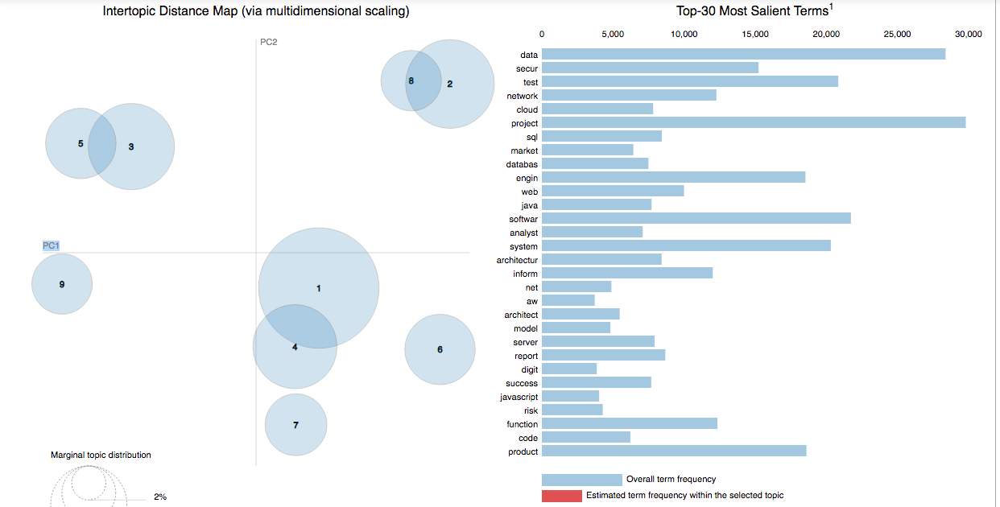 Intertopic Distance Map (via multidimensional scaling)
PC2
8
2
5
3
PC1
9
1
4
6
7
Marginal topic distribution
2%
Top-30 Most Salient Terms1
0 5,000 10,000 15,000 20,000 25,000 30,000
data
secur
test
network
cloud
project
sql
market
databas
engin
web
java
softwar
analyst
system
architectur
inform
net
aw
architect
model
server
report
digit
success
javascript
risk
function
code
product
Overall term frequency
Estimated term frequency within the selected topic